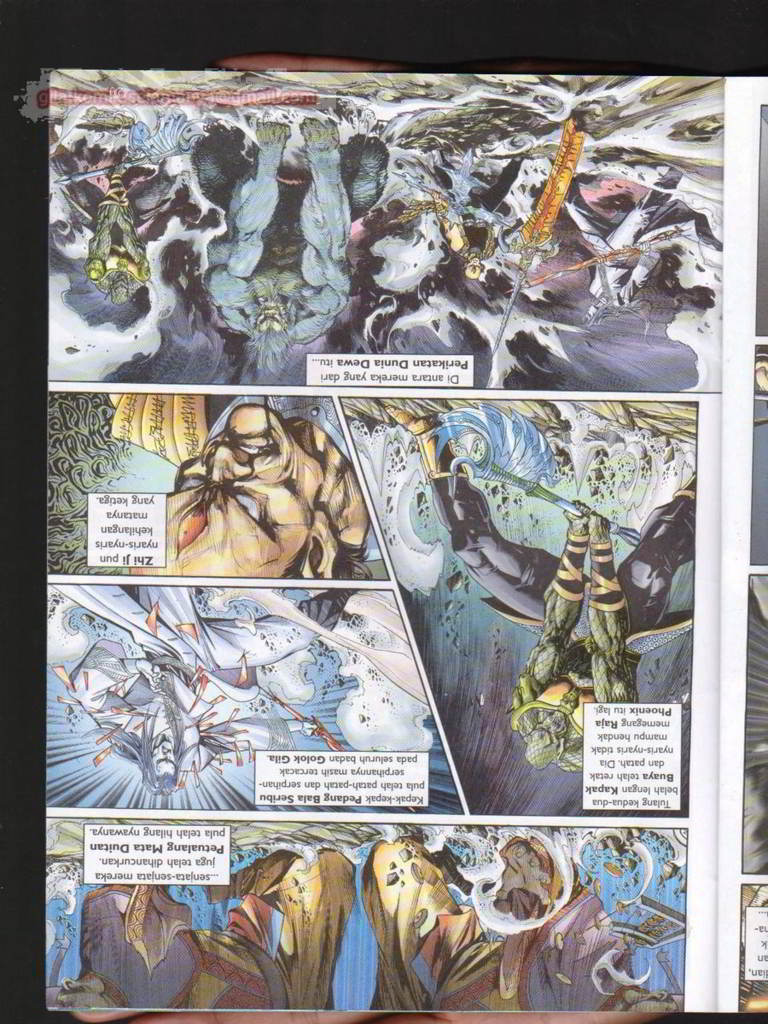 ...senjata-senjata mereka
juga telah dihancurkan.
Petualang Mata Duitan
pula telah hilang nyawanya.
Tulang kedua-dua
belah lengan Kapak
Buaya telah retak
dan patah. Dia
nyaris-nyaris tidak
mampu hendak
memegang Raja
Phoenix itu lagi.
Kepak-kepak Pedang Bala Seribu
pula telah patah-patah dan serpihan-
serpihannya masih tercacak
pada seluruh badan Golok Gila.
Zhi Ji pun
nyaris-nyaris
kehilangan
matanya
yang ketiga.
Di antara mereka yang dari
Perikatan Dunia Dewa itu...